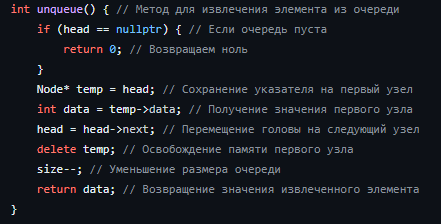 int unqueue() { // Метод для извлечения элемента из очереди
if (head == nullptr) { // Если очередь пуста
return 0; // Возвращаем ноль
}
Node* temp = head; // Сохранение указателя на первый узел
int data = temp->data; // Получение значения первого узла
head = head->next; // Перемещение головы на следующий узел
delete temp; // Освобождение памяти первого узла
size--; // Уменьшение размера очереди
return data; // Возвращение значения извлеченного элемента
}